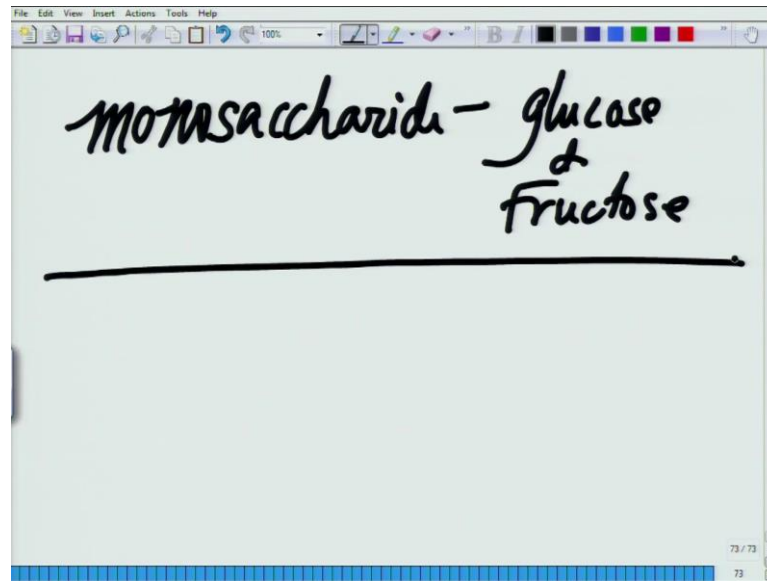 File Edit View Insert Actions Tools Help
100% B I
monosaccharide - glucose
&
Fructose
73 / 73
73